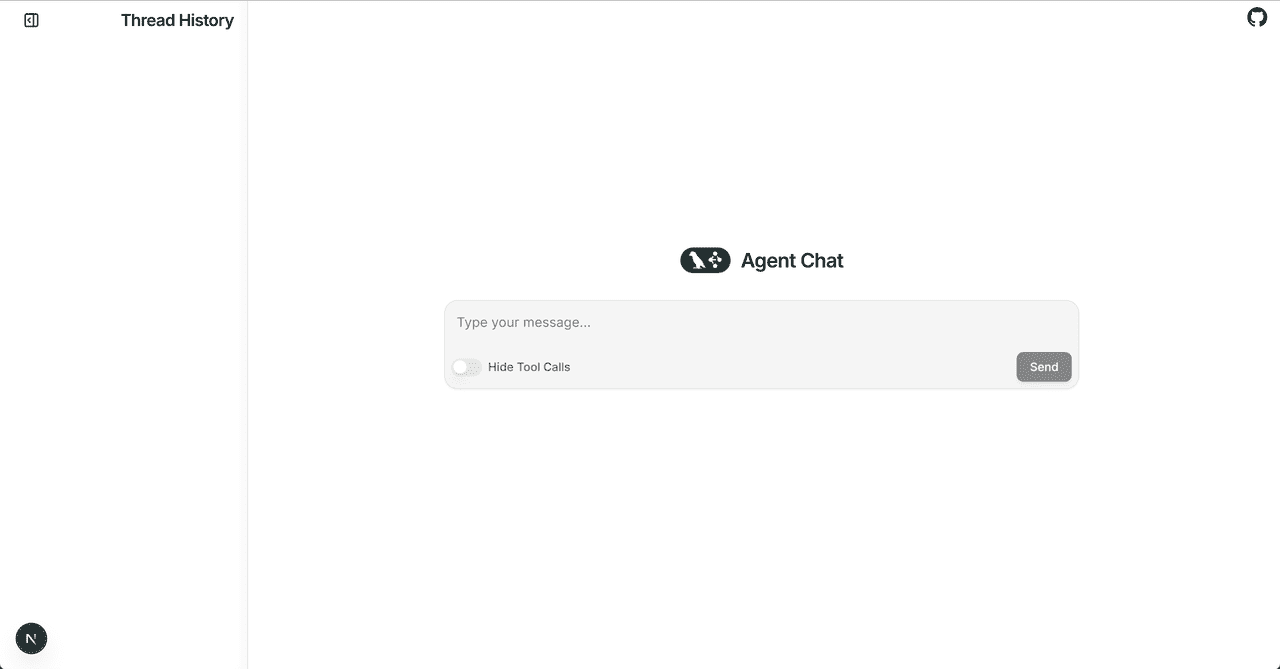 Thread History
Agent Chat
Type your message...
Hide Tool Calls
Send
N